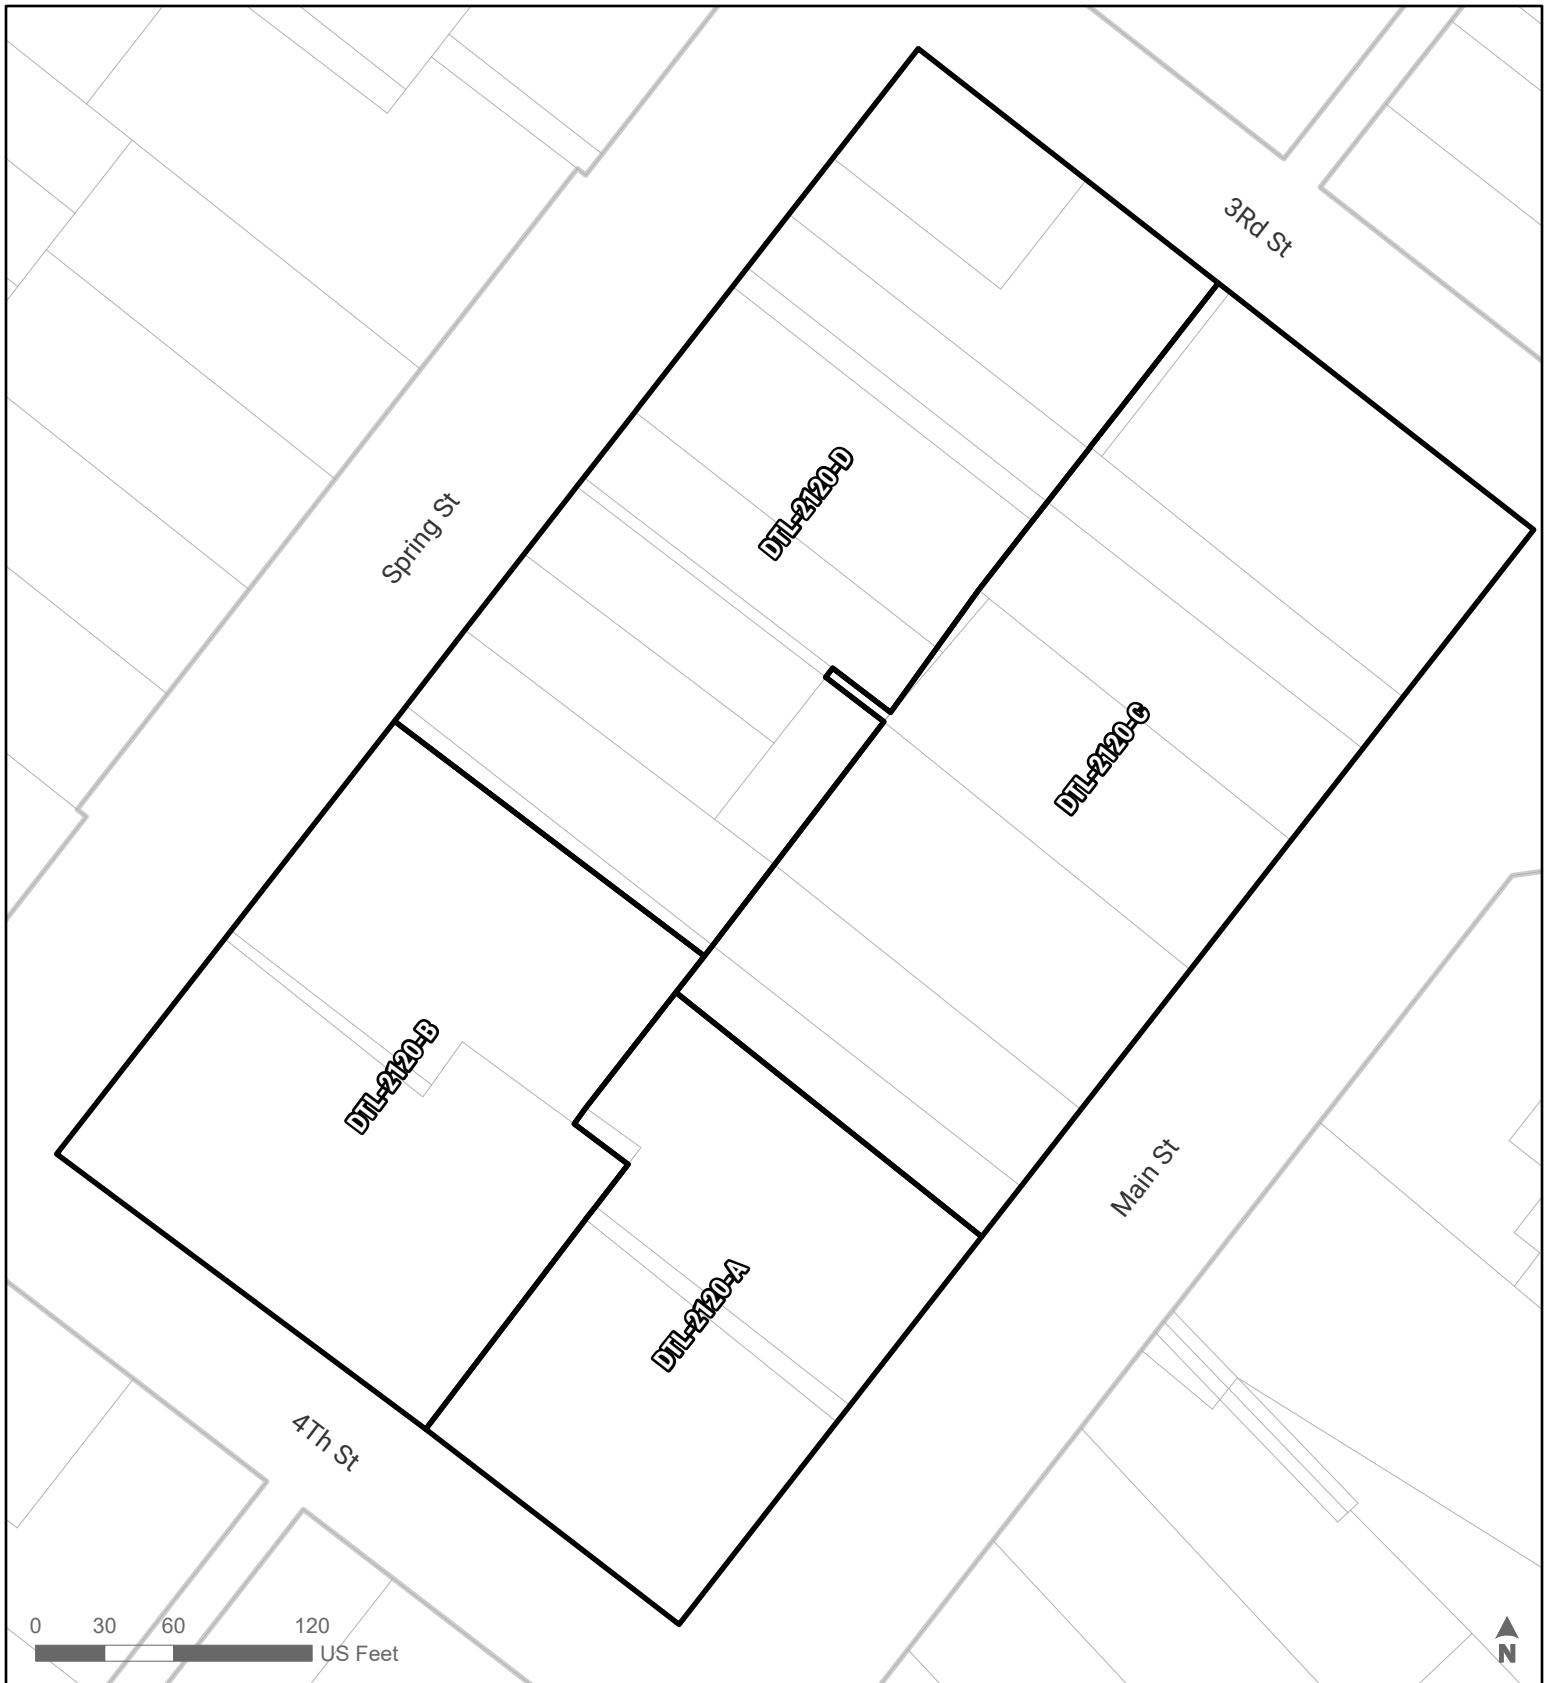 3Rd St
DTL-2120-D
Spring St
DTL-2120-C
DTL-2120-B
Main St
DTL-2120-A
4Th St
0 30 60 120
US Feet
N